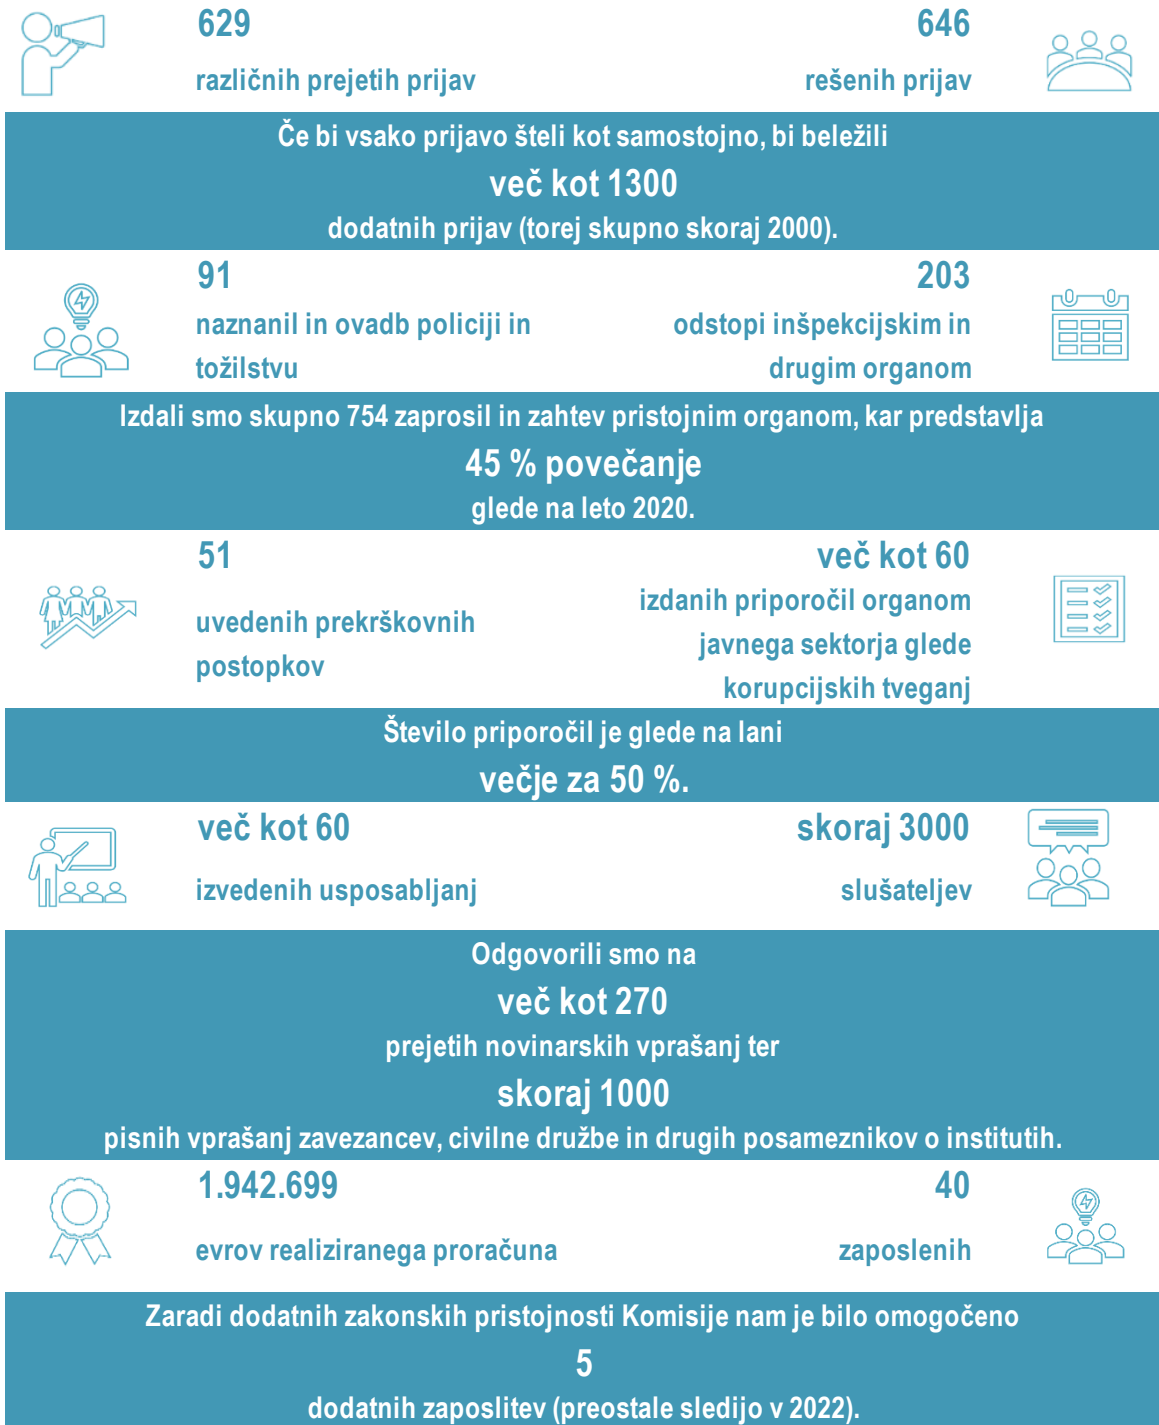 629
različnih prejetih prijav
646
rešenih prijav
Če bi vsako prijavo šteli kot samostojno, bi beležili
več kot 1300
dodatnih prijav (torej skupno skoraj 2000).
91
naznanil in ovadb policiji in
tožilstvu
203
odstopi inšpekcijskim in
drugim organom
Izdali smo skupno 754 zaprosil in zahtev pristojnim organom, kar predstavlja
45 % povečanje
glede na leto 2020.
51
uvedenih prekrškovnih
postopkov
več kot 60
izdanih priporočil organom
javnega sektorja glede
korupcijskih tveganj
Število priporočil je glede na lani
večje za 50 %.
več kot 60
izvedenih usposabljanj
skoraj 3000
slušateljev
Odgovorili smo na
več kot 270
prejetih novinarskih vprašanj ter
skoraj 1000
pisnih vprašanj zavezancev, civilne družbe in drugih posameznikov o institutih.
1.942.699
evrov realiziranega proračuna
40
zaposlenih
Zaradi dodatnih zakonskih pristojnosti Komisije nam je bilo omogočeno
5
dodatnih zaposlitev (preostale sledijo v 2022).